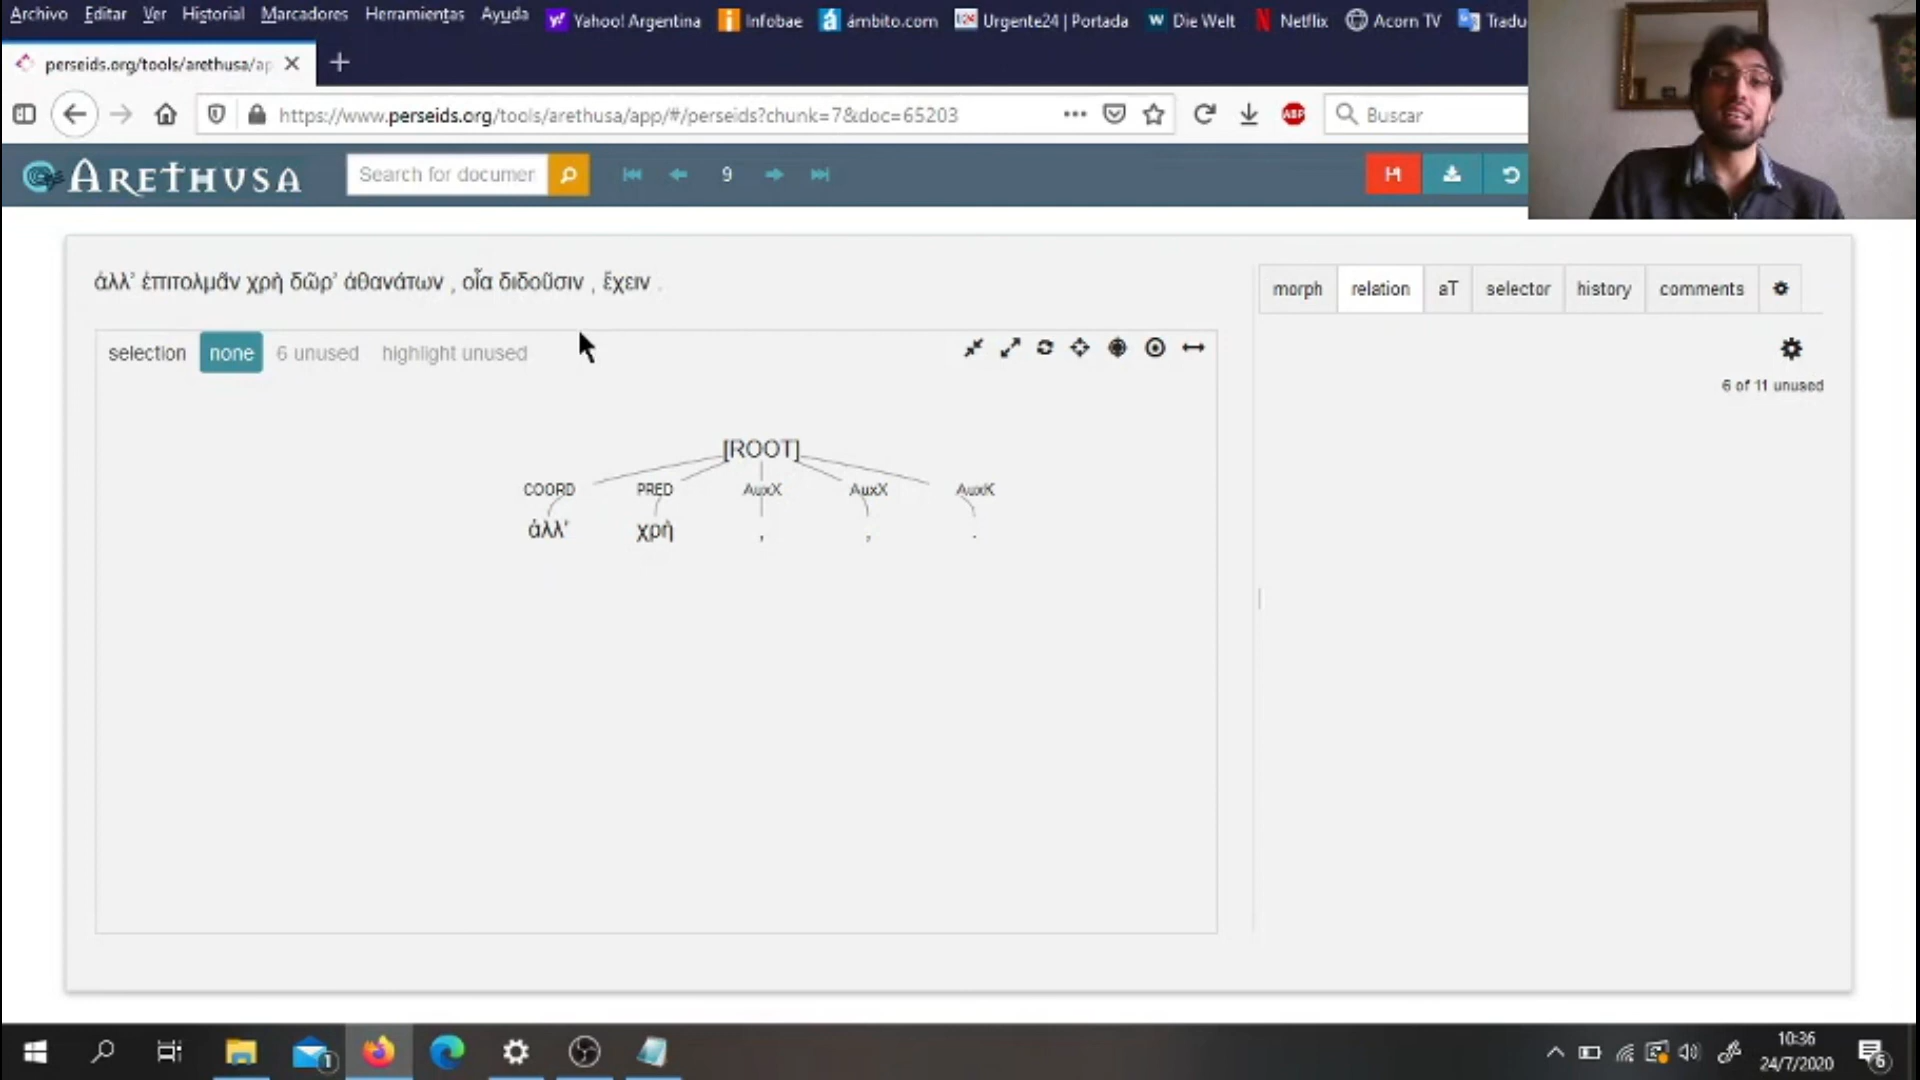 Archivo Editar Ver Historial Marcadores Herramientas Ayuda Yahoo! Argentina Infobae ámbito.com Urgente24 | Portada Die Welt Netflix Acorn TV Tradu
perseids.org/tools/arethusa/ap
https://www.perseids.org/tools/arethusa/app/#/perseids?chunk=7&doc=65203 ABP Buscar
ARETHUSA Search for documen 9
ἀλλ’ ἐπιτολμᾶν χρὴ δῶρ’ ἀθανάτων , οἷα διδοῦσιν , ἔχειν .
morph relation aT selector history comments
selection none 6 unused highlight unused
6 of 11 unused
[ROOT]
COORD PRED AuxX AuxX AuxK
ἀλλ’ χρὴ , , .
10:36
24/7/2020
1
6